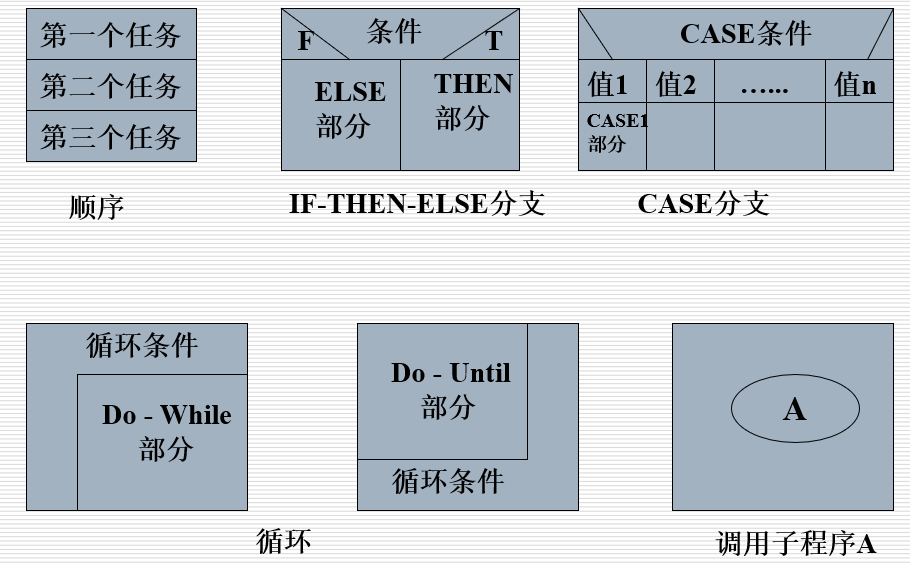 第一个任务
第二个任务
第三个任务
顺序
F
条件
T
ELSE
部分
THEN
部分
IF-THEN-ELSE分支
CASE条件
值1
值2
…...
值n
CASE1
部分
CASE分支
循环条件
Do - While
部分
Do - Until
部分
循环条件
循环
A
调用子程序A